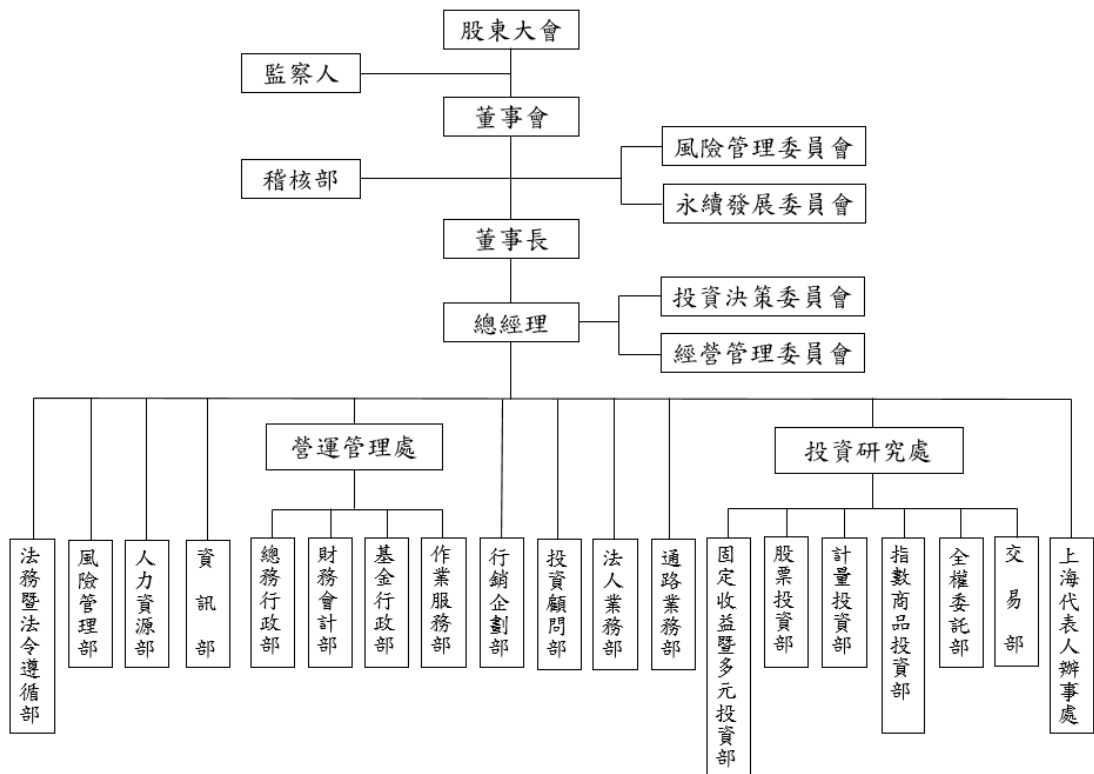 股東大會
監察人
董事會
風險管理委員會
稽核部
永續發展委員會
董事長
投資決策委員會
總經理
經營管理委員會
營運管理處
投資研究處
法務暨法令遵循部
風險管理部
人力資源部
資訊部
總務行政部
財務會計部
基金行政部
作業服務部
行銷企劃部
投資顧問部
法人業務部
通路業務部
固定收益暨多元投資部
股票投資部
計量投資部
指數商品投資部
全權委託部
交易部
上海代表人辦事處